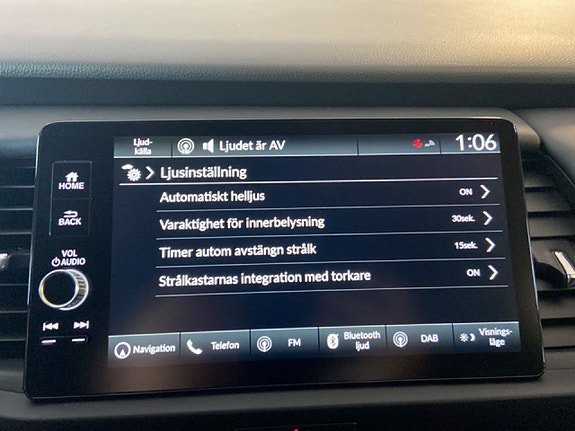 Ljud-
källa
Ljudet är AV
1:06
Ljusinställning
HOME
Automatiskt helljus ON
BACK
Varaktighet för innerbelysning 30sek.
VOL
AUDIO
Timer autom avstängn strålk 15sek.
Strålkastarnas integration med torkare ON
Navigation
Telefon
FM
Bluetooth
ljud
DAB
Visnings-
läge